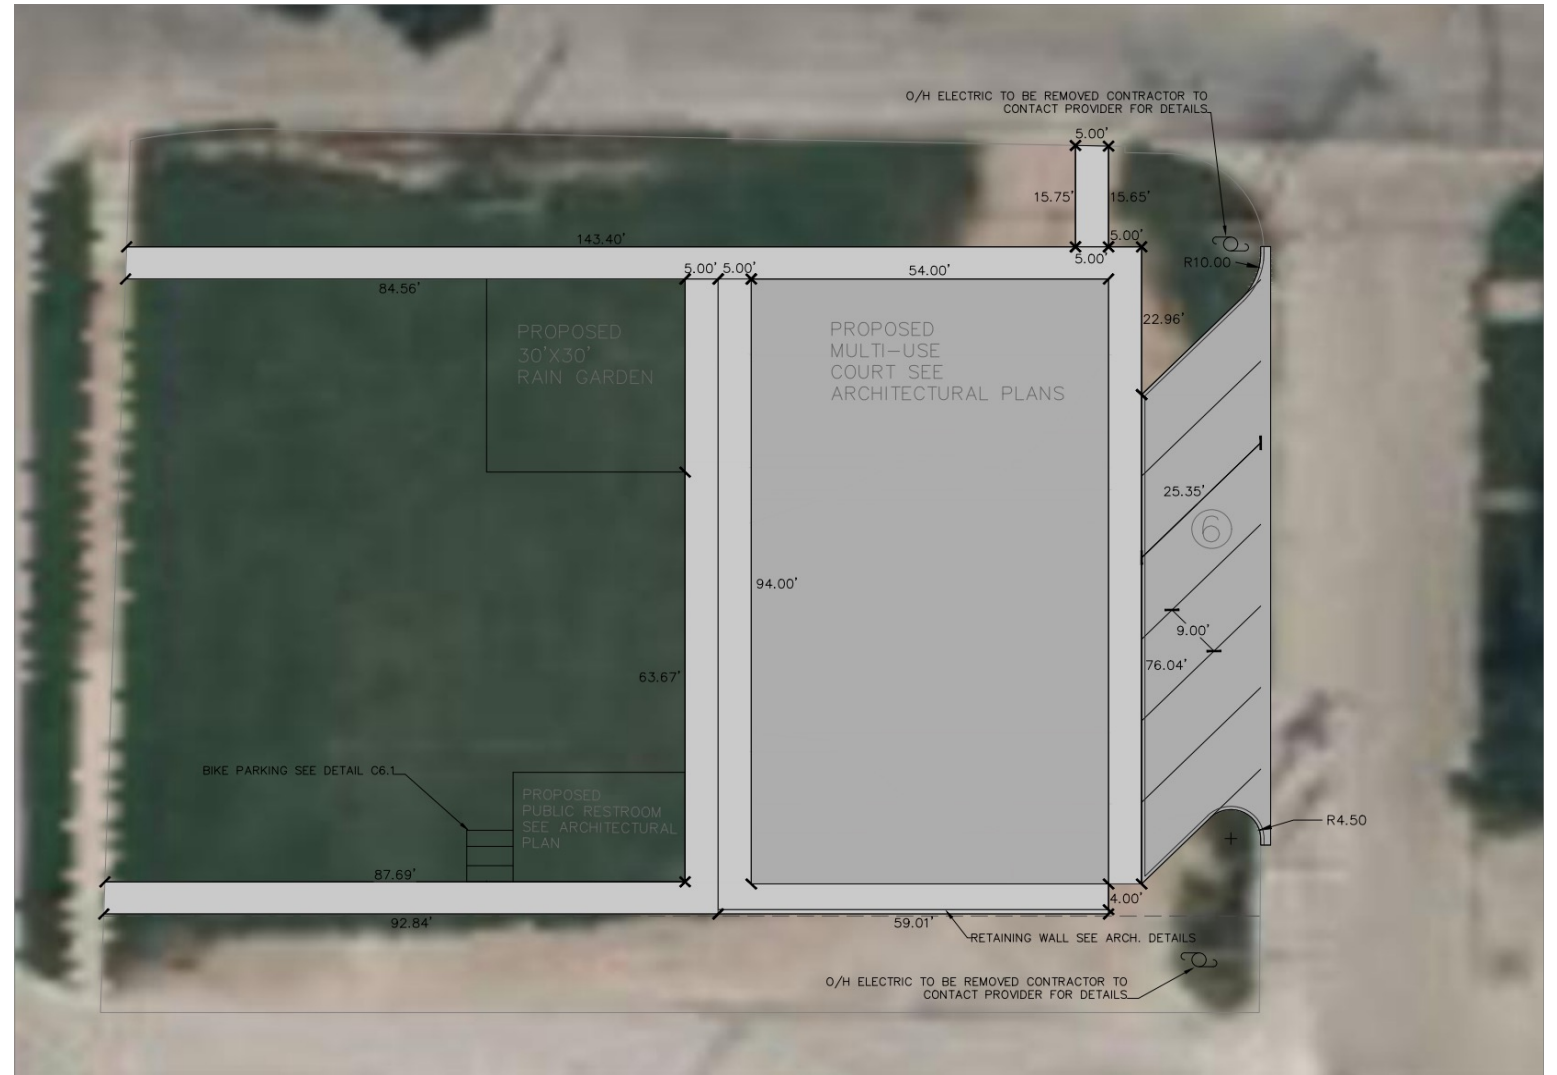 O/H ELECTRIC TO BE REMOVED CONTRACTOR TO
CONTACT PROVIDER FOR DETAILS
5.00'
15.75'
15.65'
143.40'
5.00'
5.00'
R10.00
5.00'
5.00'
54.00'
84.56'
22.96'
PROPOSED
30'X30'
RAIN GARDEN
PROPOSED
MULTI-USE
COURT SEE
ARCHITECTURAL PLANS
25.35'
6
94.00'
9.00'
76.04'
63.67'
BIKE PARKING SEE DETAIL C6.1
PROPOSED
PUBLIC RESTROOM
SEE ARCHITECTURAL
PLAN
R4.50
87.69'
4.00'
92.84'
59.01'
RETAINING WALL SEE ARCH. DETAILS
O/H ELECTRIC TO BE REMOVED CONTRACTOR TO
CONTACT PROVIDER FOR DETAILS